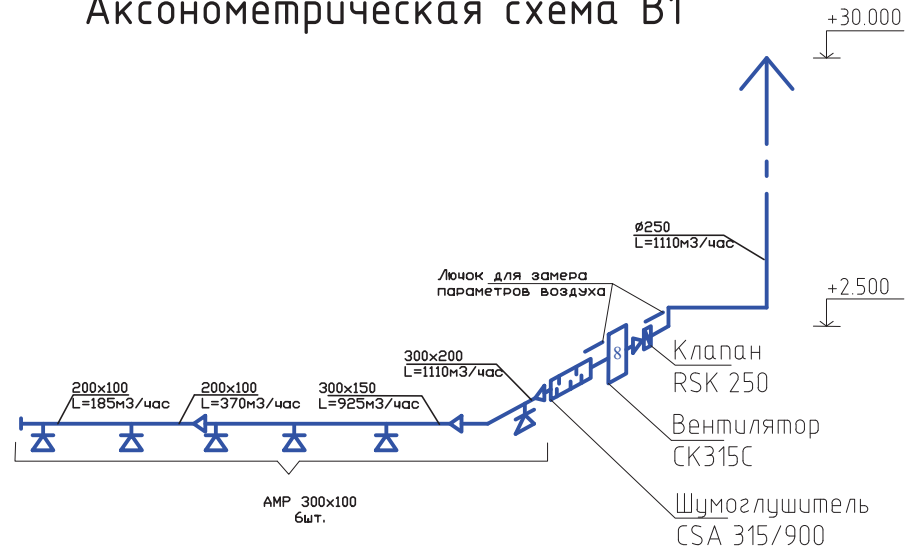 Аксонометрическая схема В1
+30.000
Ø250
L=1110м3/час
Лючок для замера
параметров воздуха
+2.500
300х200
L=1110м3/час
8
Клапан
RSK 250
200х100
L=185м3/час
200х100
L=370м3/час
300х150
L=925м3/час
Вентилятор
СК315С
АМР 300х100
6шт.
Шумоглушитель
CSA 315/900